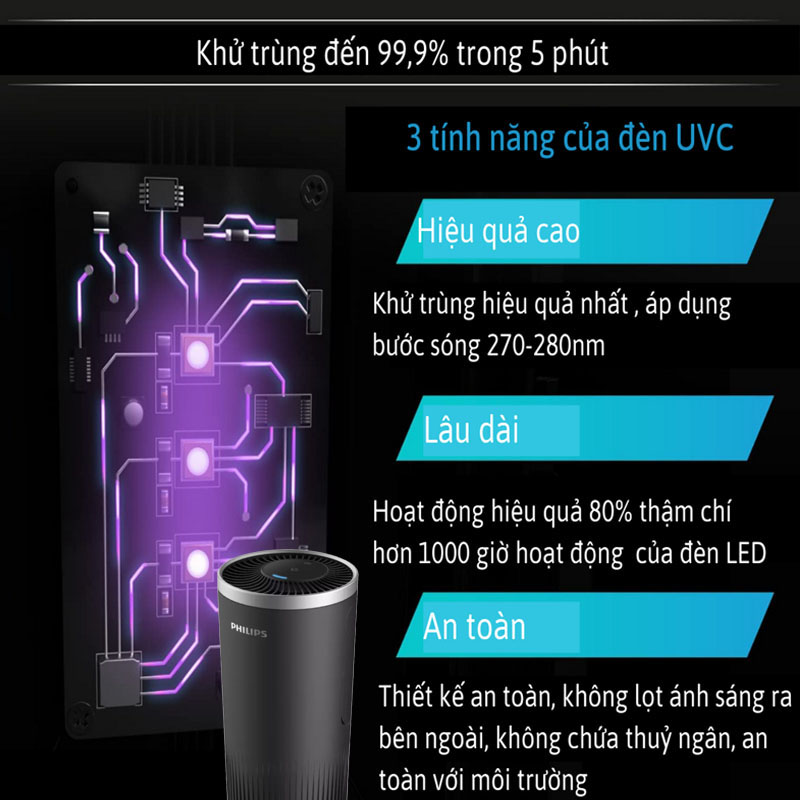 Khử trùng đến 99,9% trong 5 phút
3 tính năng của đèn UVC
Hiệu quả cao
Khử trùng hiệu quả nhất , áp dụng
bước sóng 270-280nm
Lâu dài
Hoạt động hiệu quả 80% thậm chí
hơn 1000 giờ hoạt động của đèn LED
An toàn
Thiết kế an toàn, không lọt ánh sáng ra
bên ngoài, không chứa thuỷ ngân, an
toàn với môi trường
PHILIPS